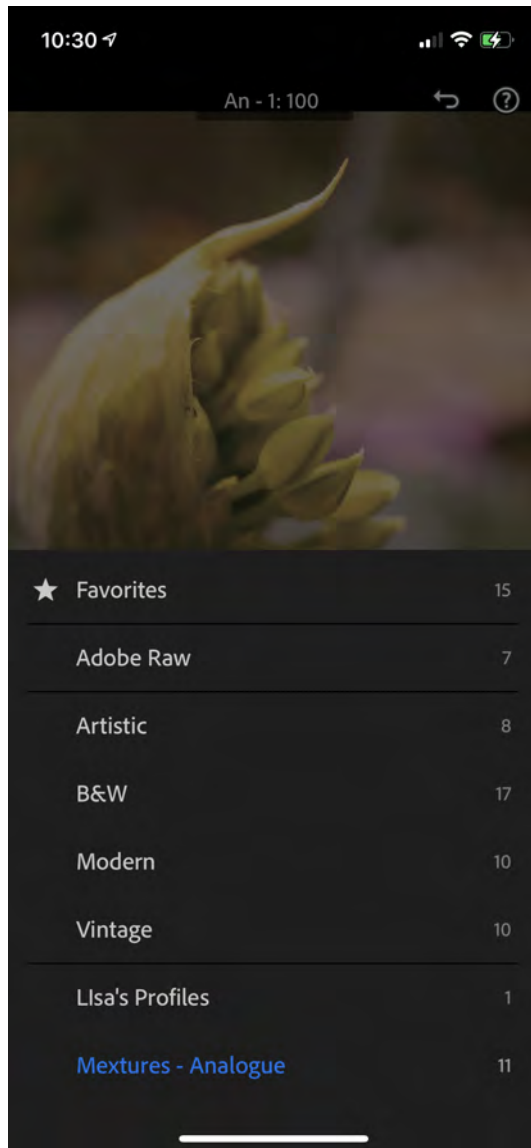 10:30
An - 1: 100
Favorites 15
Adobe Raw 7
Artistic 8
B&W 17
Modern 10
Vintage 10
LIsa's Profiles 1
Mextures - Analogue 11